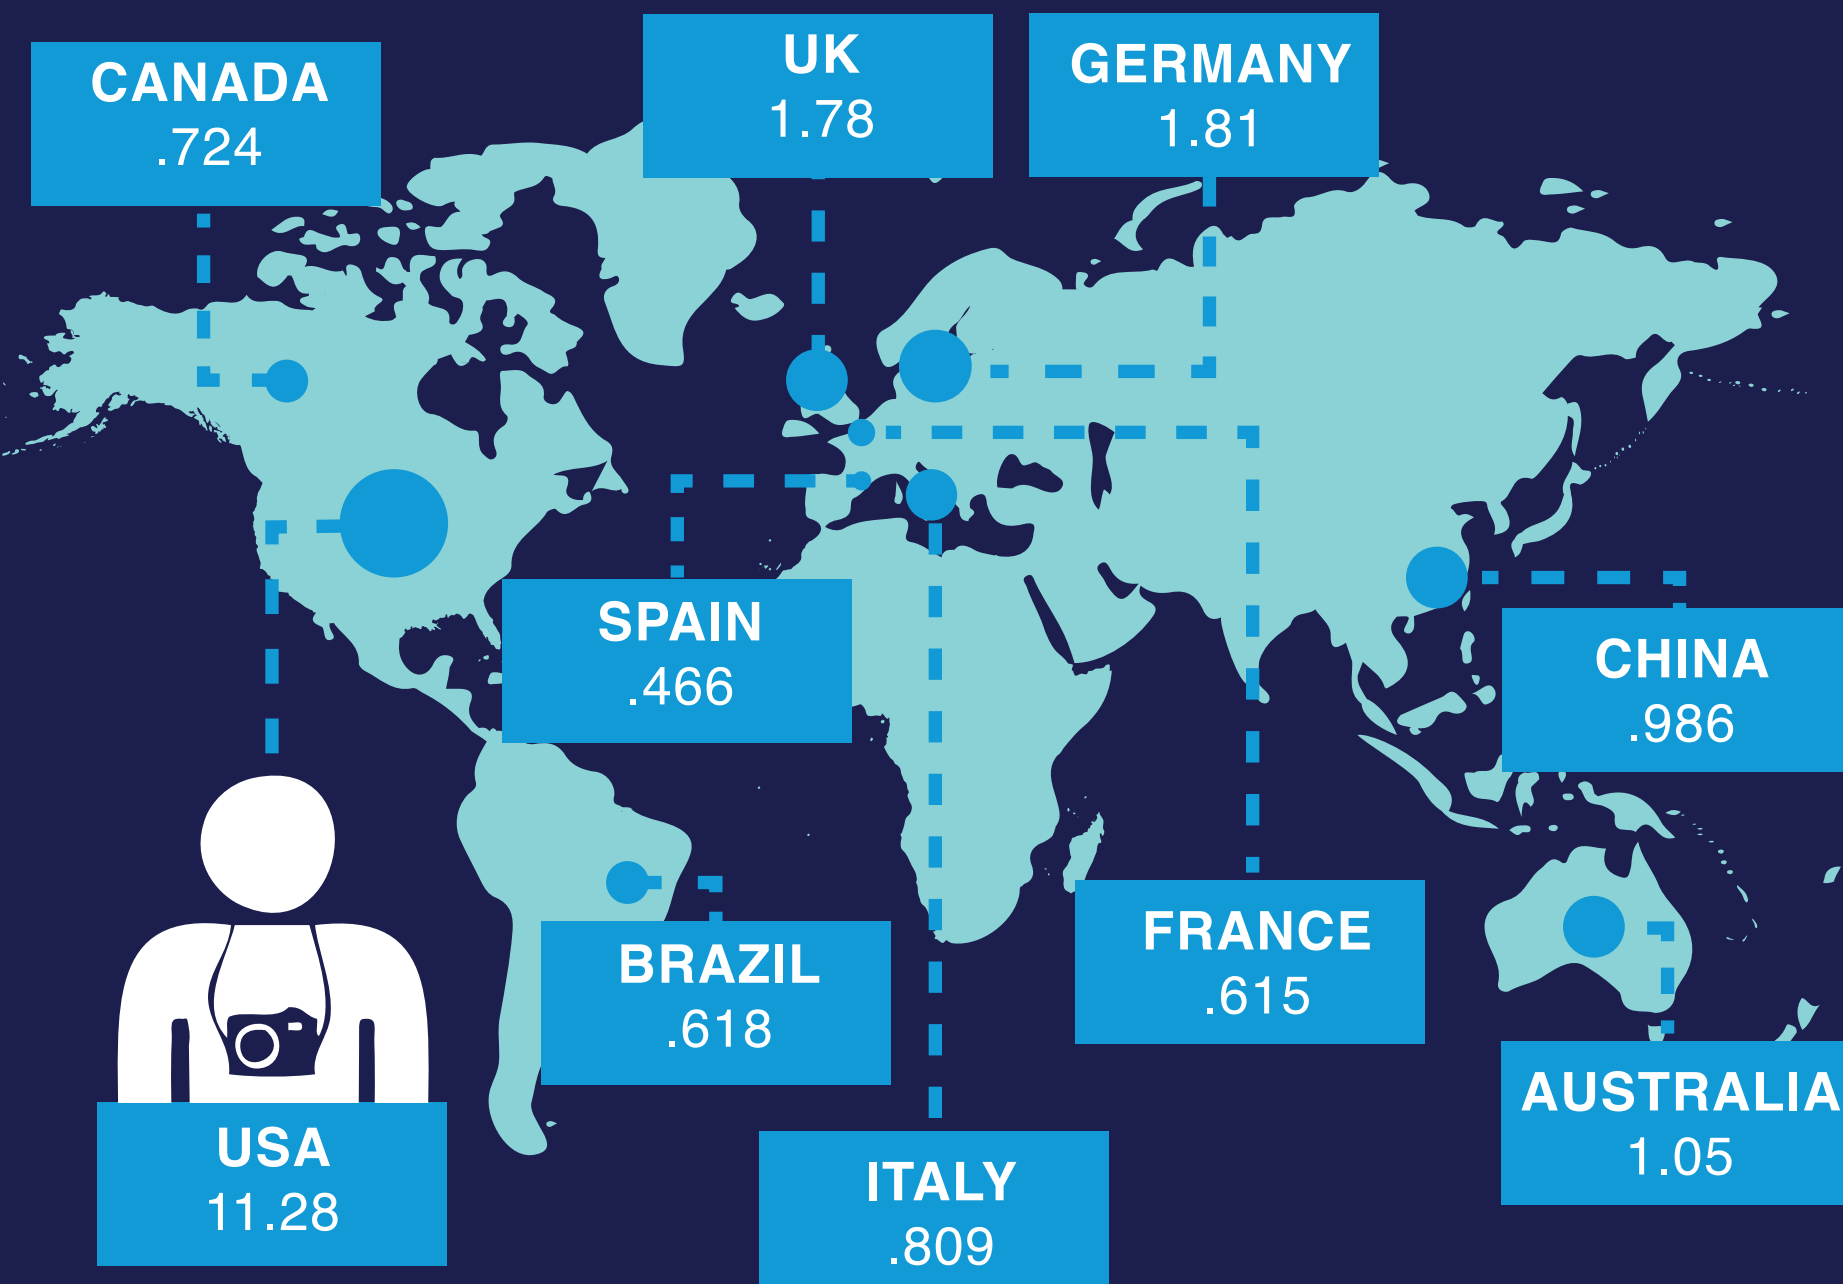 CANADA
.724
UK
1.78
GERMANY
1.81
SPAIN
.466
CHINA
.986
BRAZIL
.618
FRANCE
.615
AUSTRALIA
1.05
USA
11.28
ITALY
.809